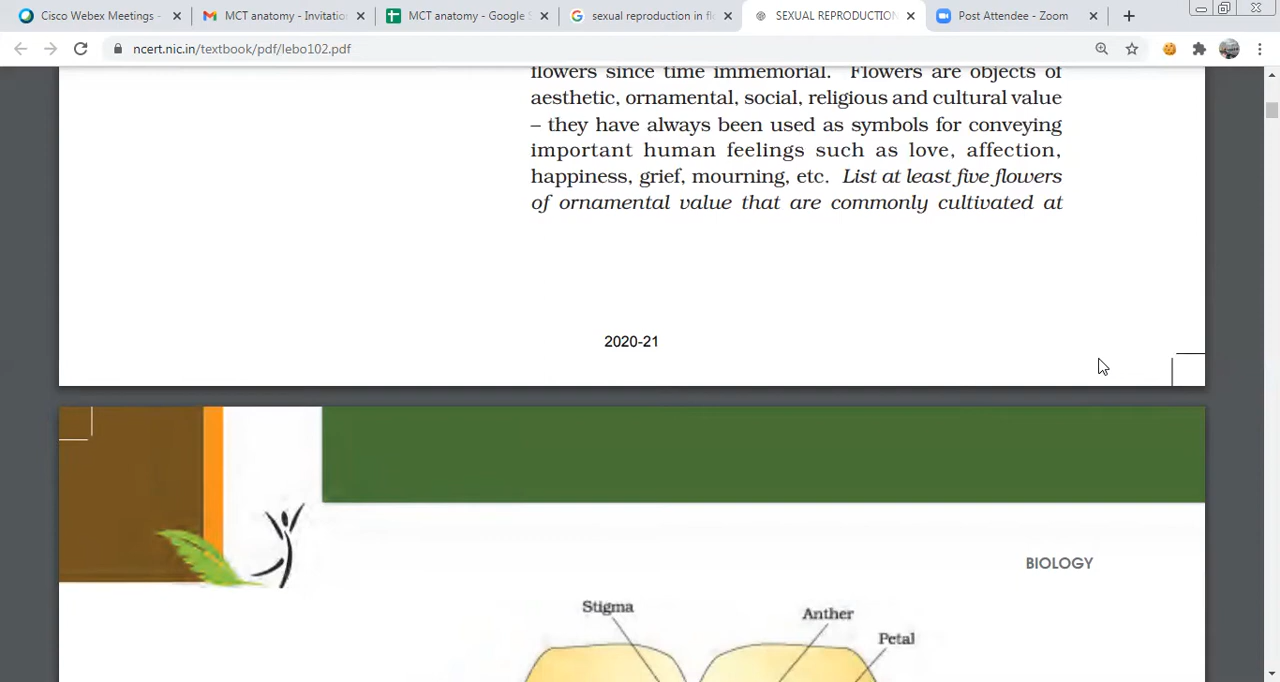 Cisco Webex Meetings -
MCT anatomy - Invitatio
MCT anatomy - Google S
sexual reproduction in fl
SEXUAL REPRODUCTION
Post Attendee - Zoom
ncert.nic.in/textbook/pdf/lebo102.pdf
flowers since time immemorial. Flowers are objects of
aesthetic, ornamental, social, religious and cultural value
– they have always been used as symbols for conveying
important human feelings such as love, affection,
happiness, grief, mourning, etc. List at least five flowers
of ornamental value that are commonly cultivated at
2020-21
BIOLOGY
Stigma
Anther
Petal